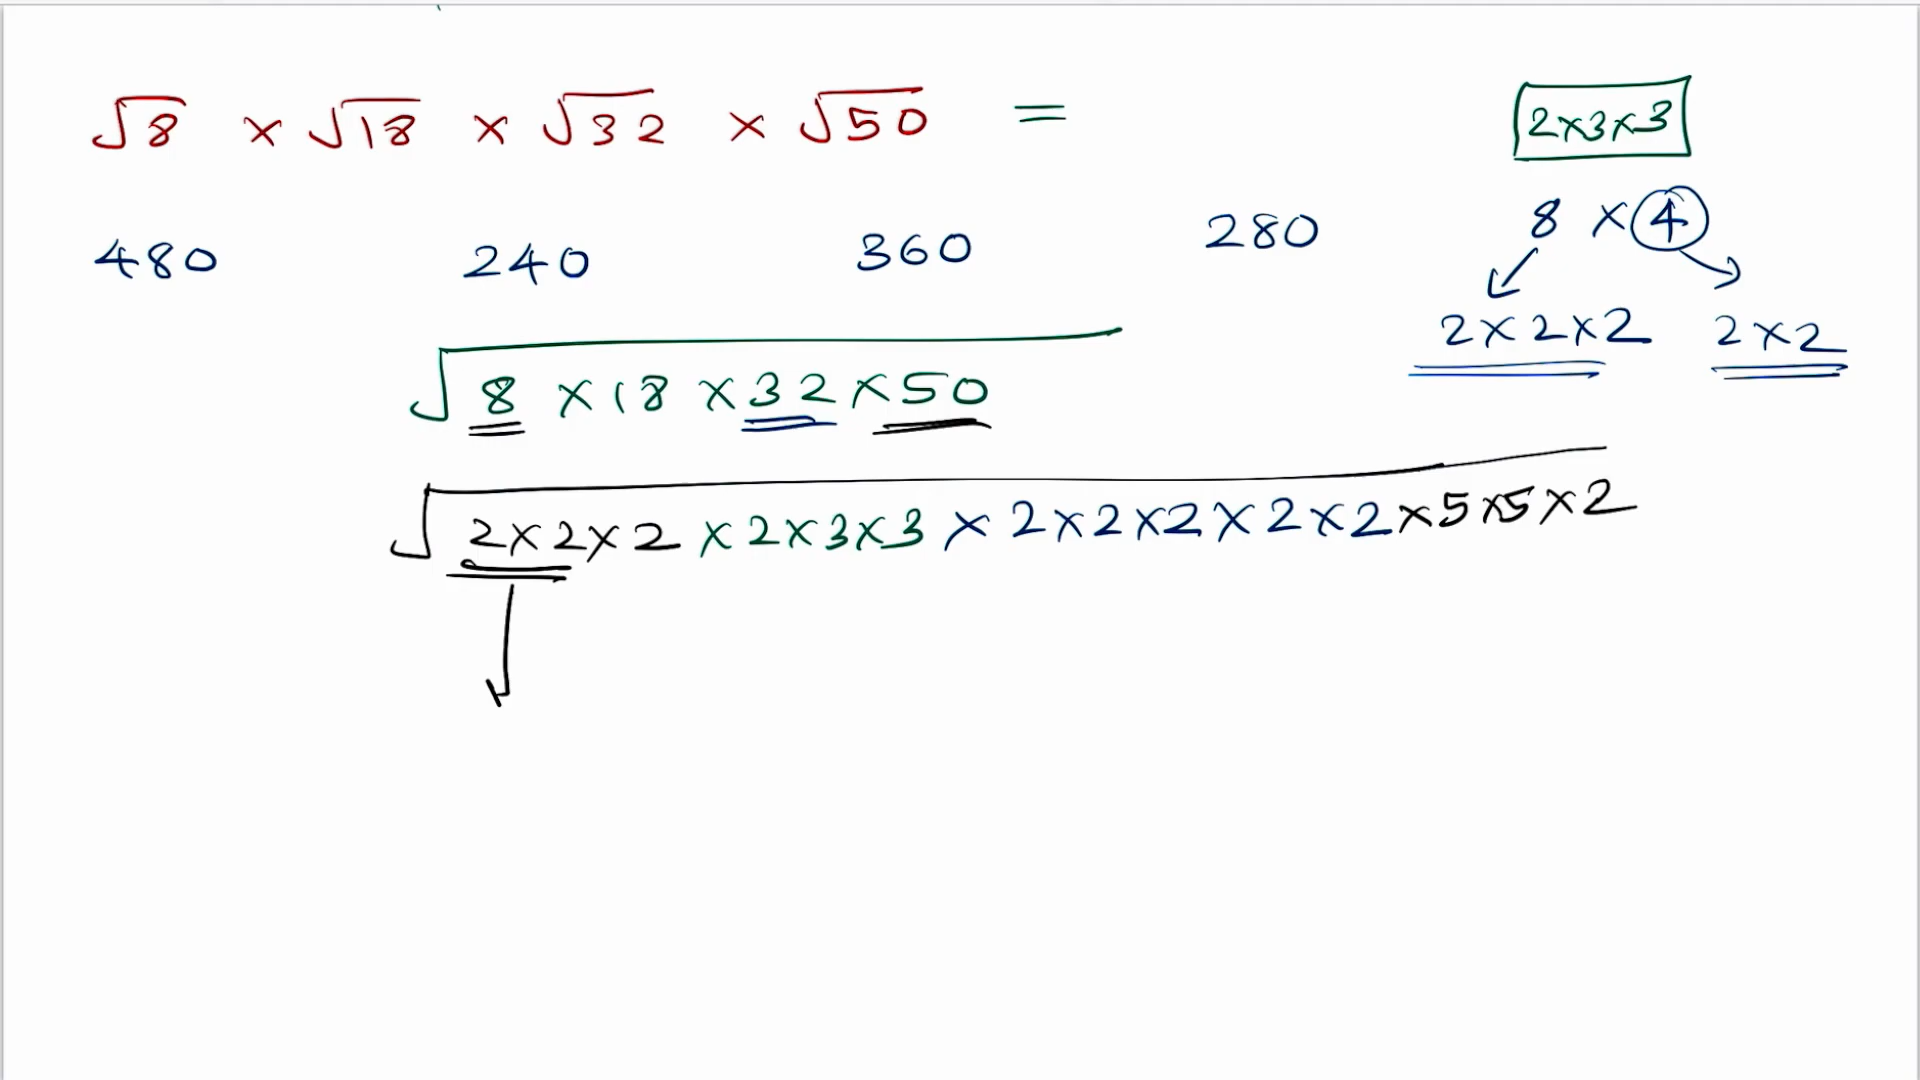 √8 × √18 × √32 × √50 =
2×3×3
8 × 4
480 240 360 280
2×2×2 2×2
√8 ×18 ×32 ×50
√2×2×2 ×2×3×3 × 2×2×2×2×2×5×5×2
√